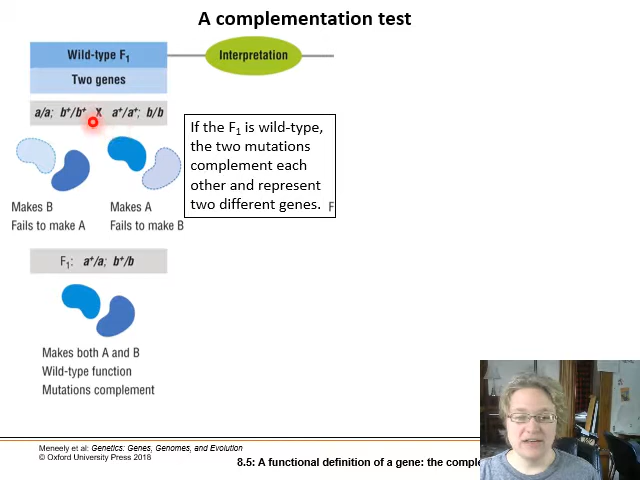 A complementation test
Wild-type F1
Interpretation
Two genes
a/a; b+/b+ X a+/a+; b/b
If the F1 is wild-type,
the two mutations
complement each
other and represent
two different genes.
F
Makes B
Fails to make A
Makes A
Fails to make B
F1: a+/a; b+/b
Makes both A and B
Wild-type function
Mutations complement
Meneely et al: Genetics: Genes, Genomes, and Evolution
© Oxford University Press 2018
8.5: A functional definition of a gene: the comple